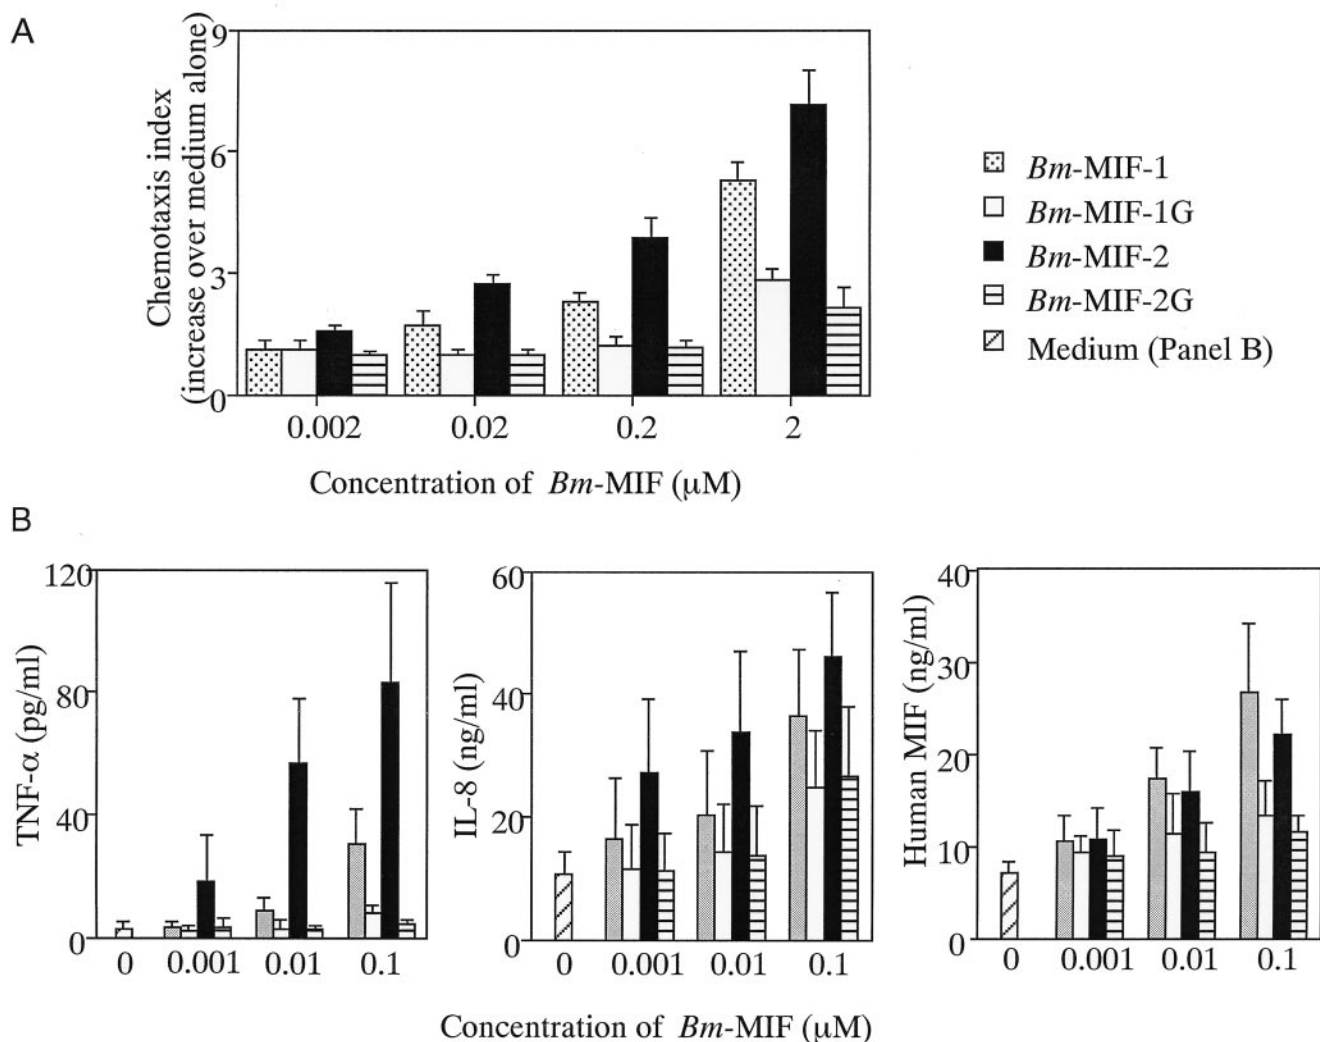 A
Chemotaxis index
(increase over medium alone)
9
6
3
0
0.002 0.02 0.2 2
Concentration of Bm-MIF (μM)
Bm-MIF-1
Bm-MIF-1G
Bm-MIF-2
Bm-MIF-2G
Medium (Panel B)
B
TNF-α (pg/ml)
120
80
40
0
0 0.001 0.01 0.1
IL-8 (ng/ml)
60
40
20
0
0 0.001 0.01 0.1
Human MIF (ng/ml)
40
30
20
10
0
0 0.001 0.01 0.1
Concentration of Bm-MIF (μM)